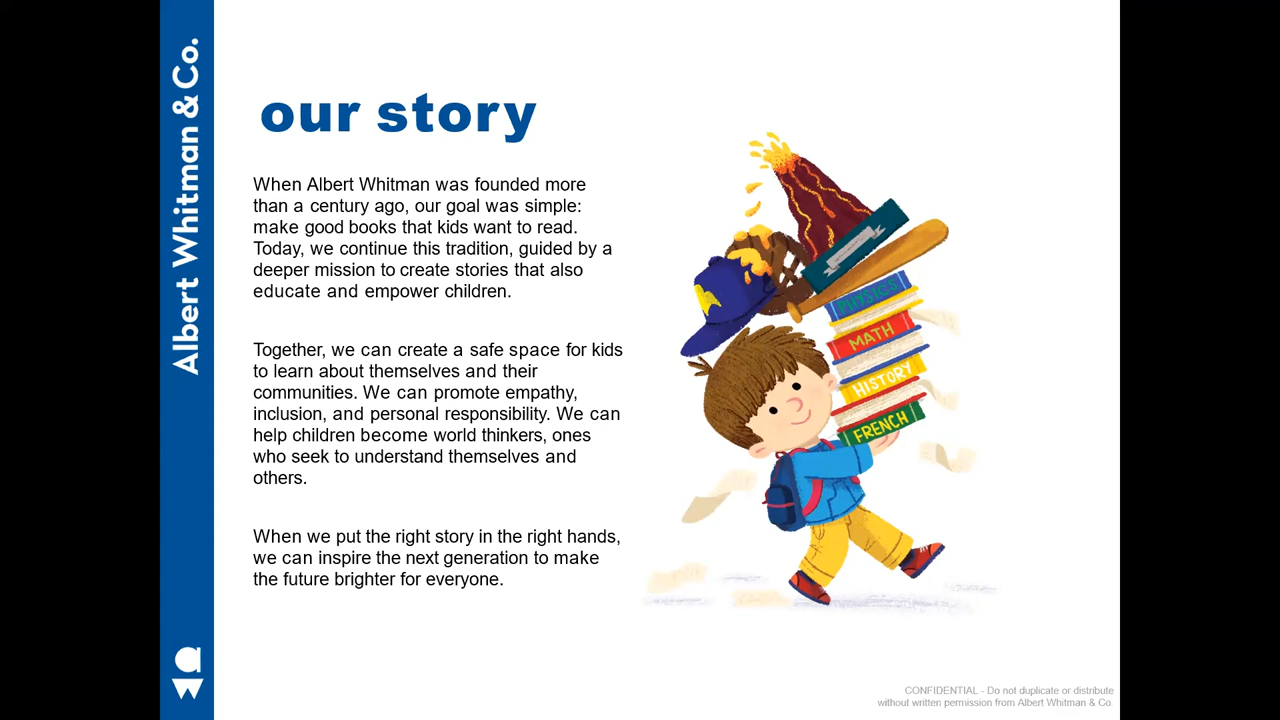 Albert Whitman & Co.
our story
When Albert Whitman was founded more
than a century ago, our goal was simple:
make good books that kids want to read.
Today, we continue this tradition, guided by a
deeper mission to create stories that also
educate and empower children.
Together, we can create a safe space for kids
to learn about themselves and their
communities. We can promote empathy,
inclusion, and personal responsibility. We can
help children become world thinkers, ones
who seek to understand themselves and
others.
When we put the right story in the right hands,
we can inspire the next generation to make
the future brighter for everyone.
PHYSICS
MATH
HISTORY
FRENCH
CONFIDENTIAL - Do not duplicate or distribute
without written permission from Albert Whitman & Co.